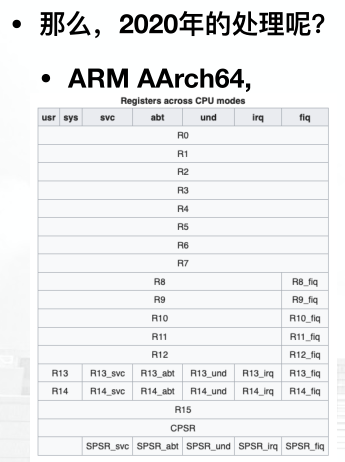 • 那么，2020年的处理呢?
• ARM AArch64,
Registers across CPU modes
usr sys svc abt und irq fiq
R0
R1
R2
R3
R4
R5
R6
R7
R8 R8_fiq
R9 R9_fiq
R10 R10_fiq
R11 R11_fiq
R12 R12_fiq
R13 R13_svc R13_abt R13_und R13_irq R13_fiq
R14 R14_svc R14_abt R14_und R14_irq R14_fiq
R15
CPSR
SPSR_svc SPSR_abt SPSR_und SPSR_irq SPSR_fiq